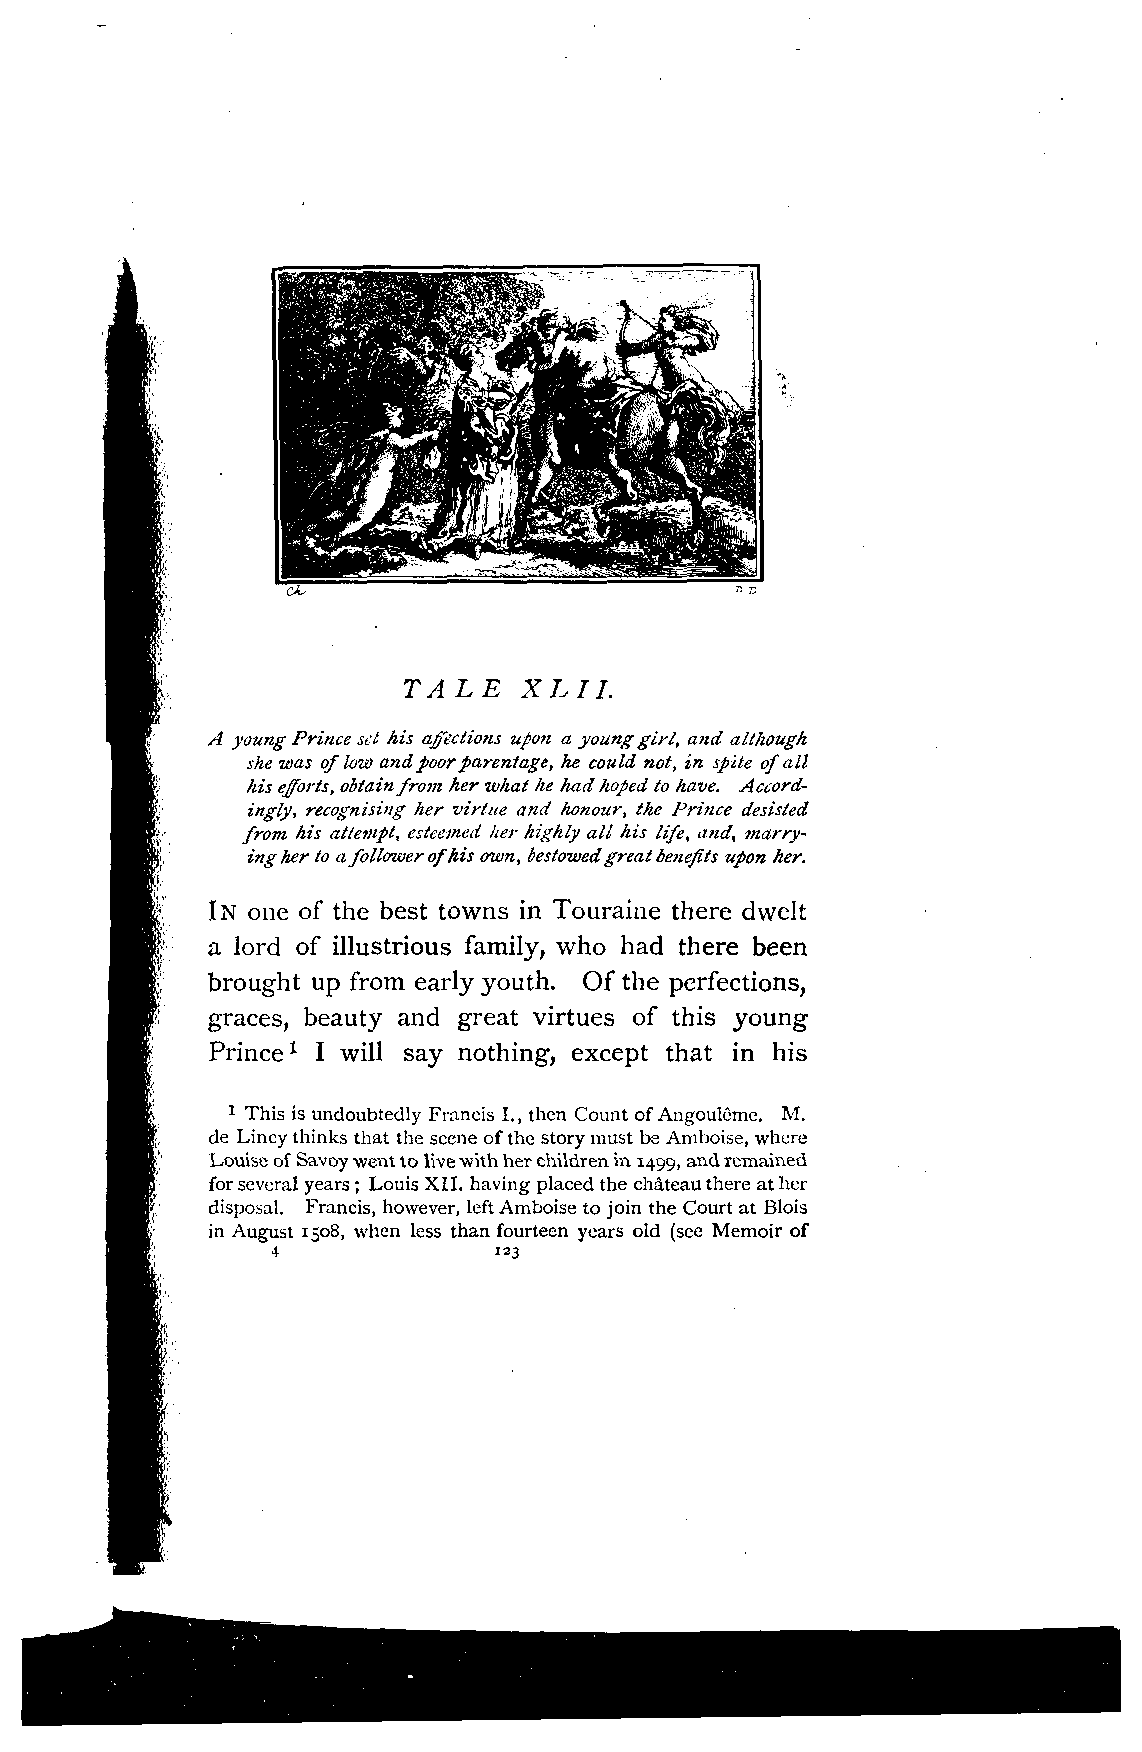 TALE XLII.
A young Prince set his affections upon a young girl, and although
she was of low and poor parentage, he could not, in spite of all
his efforts, obtain from her what he had hoped to have. Accord-
ingly, recognising her virtue and honour, the Prince desisted
from his attempt, esteemed her highly all his life, and, marry-
ing her to a follower of his own, bestowed great benefits upon her.
IN one of the best towns in Touraine there dwelt
a lord of illustrious family, who had there been
brought up from early youth. Of the perfections,
graces, beauty and great virtues of this young
Prince¹ I will say nothing, except that in his
¹ This is undoubtedly Francis I., then Count of Angoulême. M.
de Lincy thinks that the scene of the story must be Amboise, where
Louise of Savoy went to live with her children in 1499, and remained
for several years; Louis XII. having placed the château there at her
disposal. Francis, however, left Amboise to join the Court at Blois
in August 1508, when less than fourteen years old (see Memoir of
4 123